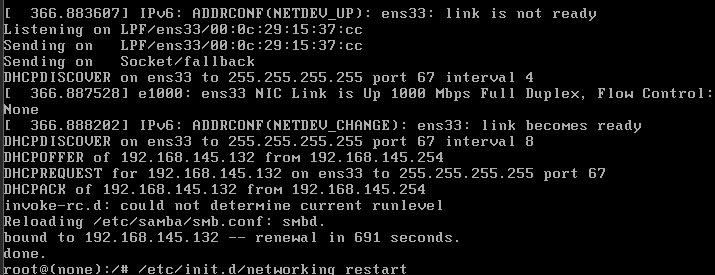 [  366.883607] IPv6: ADDRCONF(NETDEV_UP): ens33: link is not ready
Listening on LPF/ens33/00:0c:29:15:37:cc
Sending on   LPF/ens33/00:0c:29:15:37:cc
Sending on   Socket/fallback
DHCPDISCOVER on ens33 to 255.255.255.255 port 67 interval 4
[  366.887528] e1000: ens33 NIC Link is Up 1000 Mbps Full Duplex, Flow Control:
None
[  366.888202] IPv6: ADDRCONF(NETDEV_CHANGE): ens33: link becomes ready
DHCPDISCOVER on ens33 to 255.255.255.255 port 67 interval 8
DHCPOFFER of 192.168.145.132 from 192.168.145.254
DHCPREQUEST for 192.168.145.132 on ens33 to 255.255.255.255 port 67
DHCPACK of 192.168.145.132 from 192.168.145.254
invoke-rc.d: could not determine current runlevel
Reloading /etc/samba/smb.conf: smbd.
bound to 192.168.145.132 -- renewal in 691 seconds.
done.
root@(none):/# /etc/init.d/networking restart